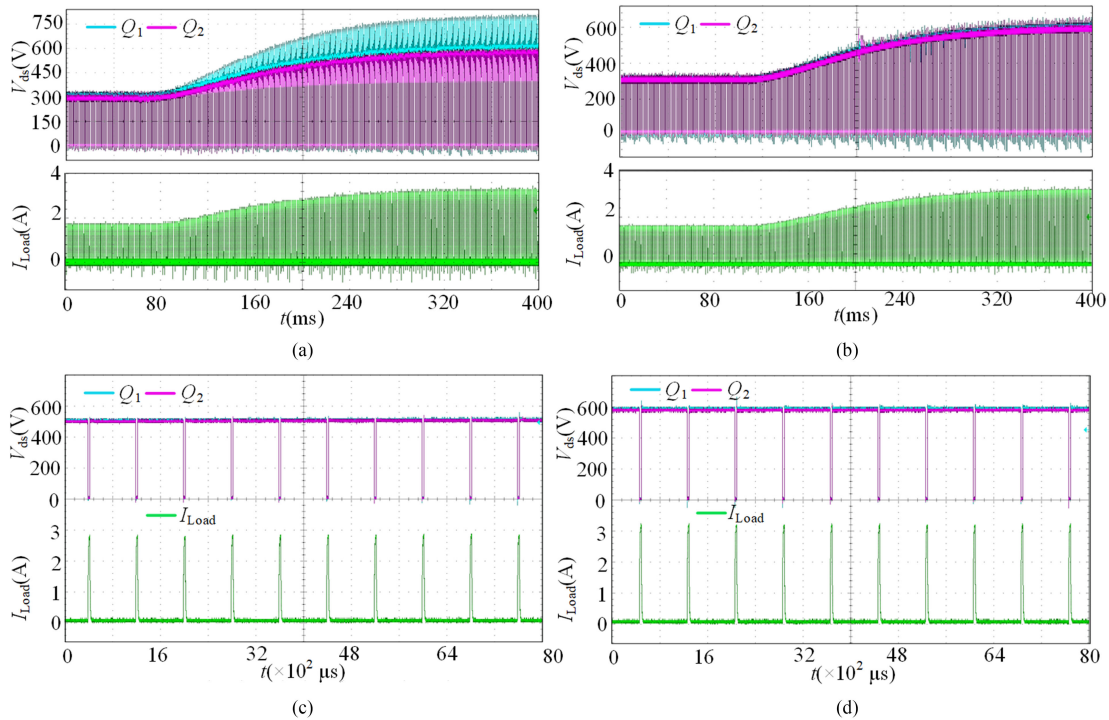 Q1 Q2
Vds(V)
750
600
450
300
150
0
ILoad(A)
4
2
0
0 80 160 240 320 400
t(ms)
(a)
Q1 Q2
Vds(V)
600
400
200
0
ILoad(A)
4
2
0
0 80 160 240 320 400
t(ms)
(b)
Q1 Q2
Vds(V)
600
400
200
0
ILoad
ILoad(A)
3
2
1
0
0 16 32 48 64 80
t(×10² µs)
(c)
Q1 Q2
Vds(V)
600
400
200
0
ILoad
ILoad(A)
3
2
1
0
0 16 32 48 64 80
t(×10² µs)
(d)